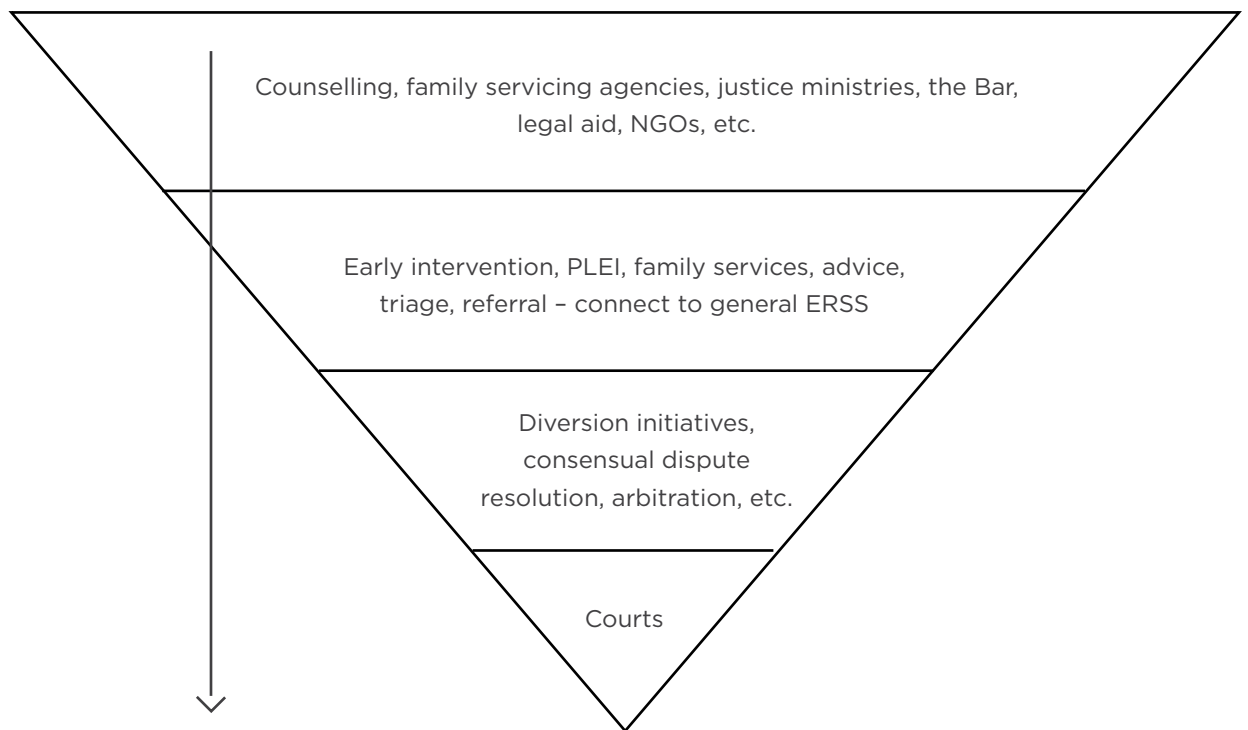 Counselling, family servicing agencies, justice ministries, the Bar,
legal aid, NGOs, etc.
Early intervention, PLEI, family services, advice,
triage, referral – connect to general ERSS
Diversion initiatives,
consensual dispute
resolution, arbitration, etc.
Courts